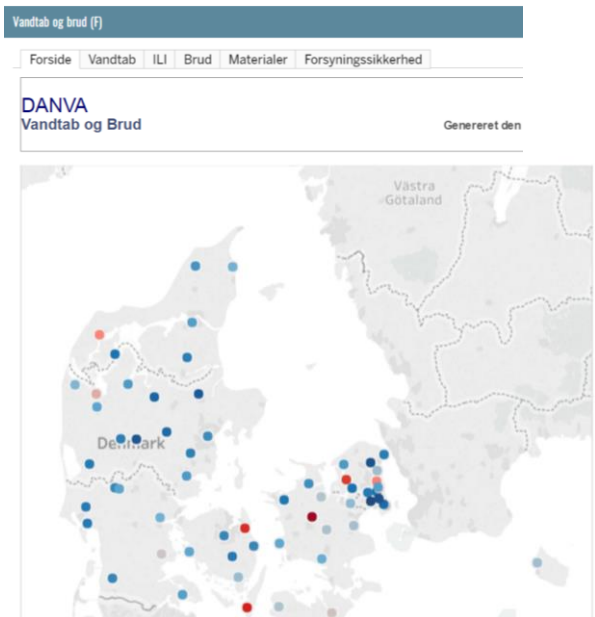 Vandtab og brud (F)
Forside Vandtab ILI Brud Materialer Forsyningssikkerhed
DANVA
Vandtab og Brud
Genereret den
Västra
Götaland
Denmark